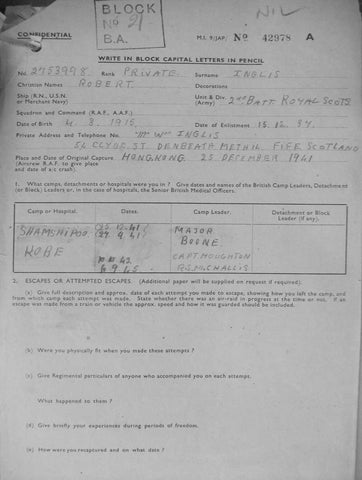 BLOCK
Nº 21
B.A.
NIL
CONFIDENTIAL
M.I. 9/JAP/ Nº 42978 A
WRITE IN BLOCK CAPITAL LETTERS IN PENCIL
No. 2753998 Rank PRIVATE. Surname INGLIS
Christian Names ROBERT Decorations
Ship (R.N., U.S.N. or Merchant Navy)
Unit & Div. (Army) 2ND BATT ROYAL SCOTS
Squadron and Command (R.A.F., A.A.F.)
Date of Birth 4. 8. 1915. Date of Enlistment 15. 12. 34.
Private Address and Telephone No. MR WM INGLIS
54 CLYDE ST DENBEATH METHIL FIFE SCOTLAND
Place and Date of Original Capture HONGKONG 25 DECEMBER 1941
(Aircrew B.A.F. to give place
and date of a/c crash).
1. What camps, detachments or hospitals were you in? Give dates and names of the British Camp Leaders, Detachment
(or Block) Leaders or, in the case of hospitals, the Senior British Medical Officers.
Camp or Hospital. Dates. Camp Leader. Detachment or Block Leader (if any).
SHAMSHIPOO MAJOR
BOONE
KOBE CAPT. HOUGHTON
6.9.45. R.S.M. CHALLIS
2. ESCAPES OR ATTEMPTED ESCAPES. (Additional paper will be supplied on request if required).
(a) Give full description and approx. date of each attempt you made to escape, showing how you left the camp, and
from which camp each attempt was made. State whether there was an air-raid in progress at the time or not. If an
escape was made from a train or vehicle the approx. speed and how it was guarded should be included.
(b) Were you physically fit when you made these attempts ?
(c) Give Regimental particulars of anyone who accompanied you on each attempt.
What happened to them ?
(d) Give briefly your experiences during periods of freedom.
(e) How were you recaptured and on what date ?